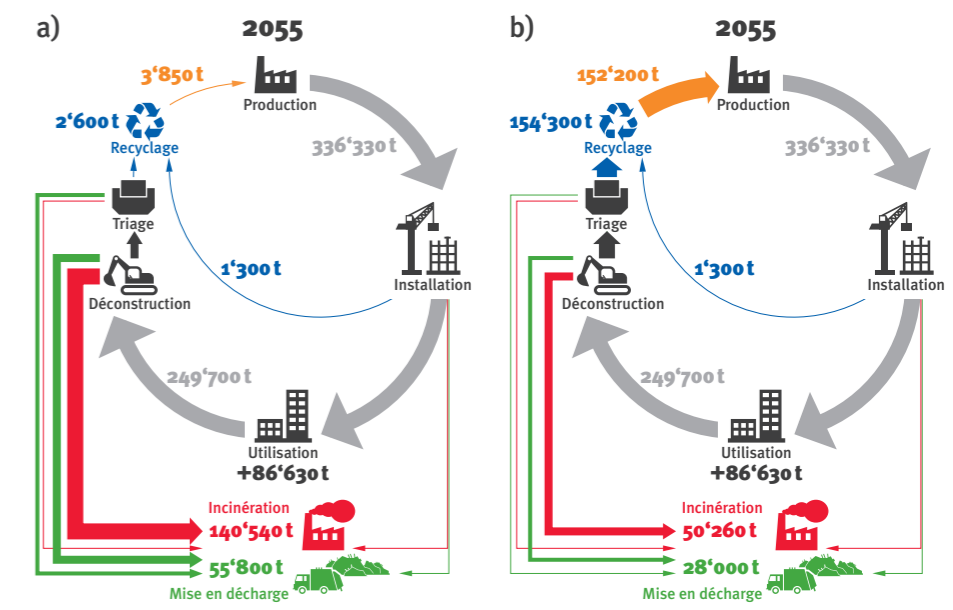 a)
2055
3‘850 t
Production
2‘600 t
Recyclage
336‘330 t
Triage
1‘300 t
Déconstruction
Installation
249‘700 t
Utilisation
+86‘630 t
Incinération
140‘540 t
55‘800 t
Mise en décharge
b)
2055
152‘200 t
Production
154‘300 t
Recyclage
336‘330 t
Triage
1‘300 t
Déconstruction
Installation
249‘700 t
Utilisation
+86‘630 t
Incinération
50‘260 t
28‘000 t
Mise en décharge